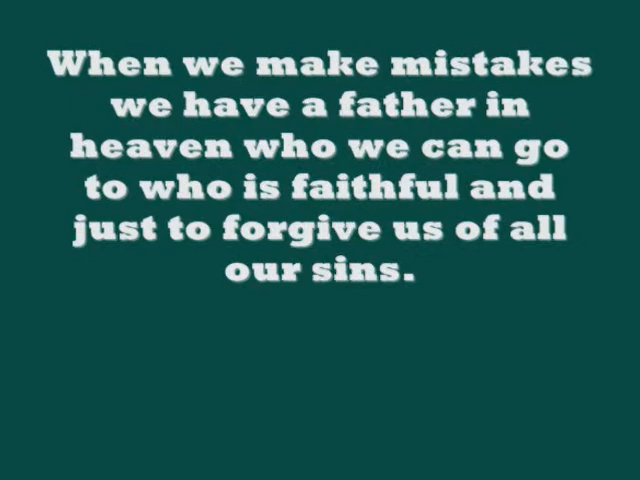 When we make mistakes
we have a father in
heaven who we can go
to who is faithful and
just to forgive us of all
our sins.